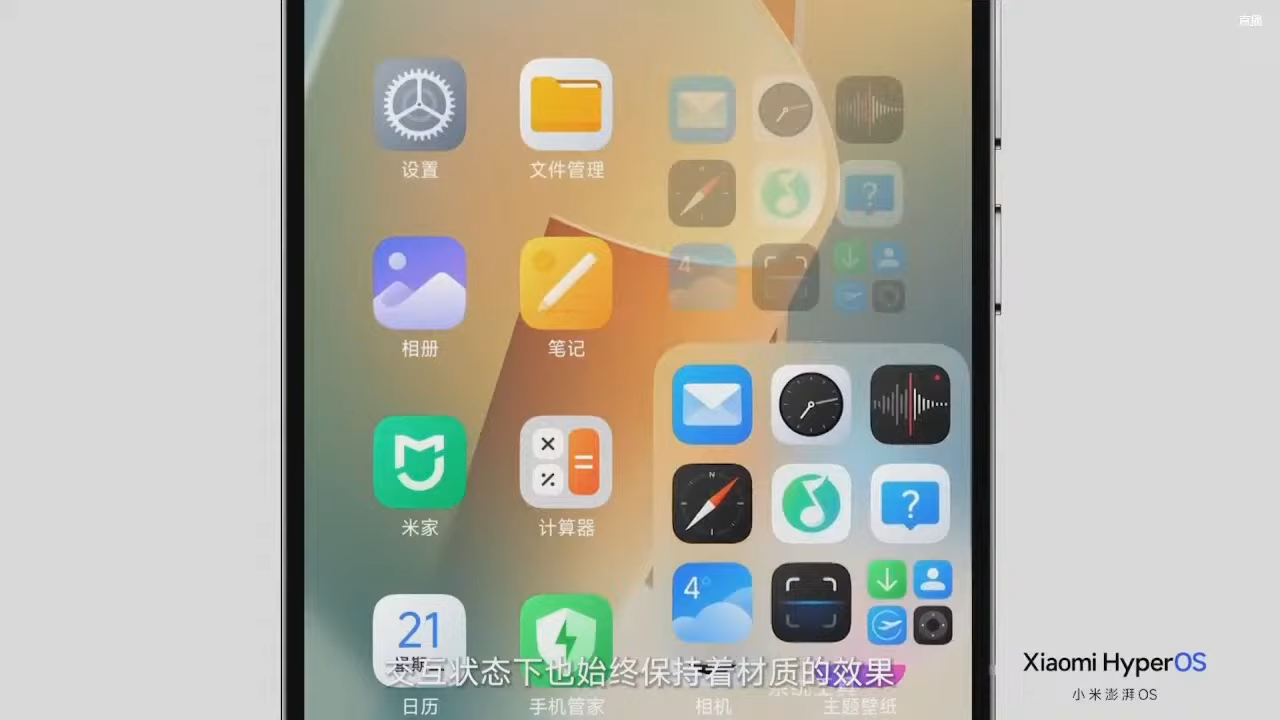 直播
设置
文件管理
相册
笔记
米家
计算器
N
4°
4
21
交互状态下也始终保持着材质的效果
日历
手机管家
相机
主题壁纸
Xiaomi HyperOS
小米澎湃OS